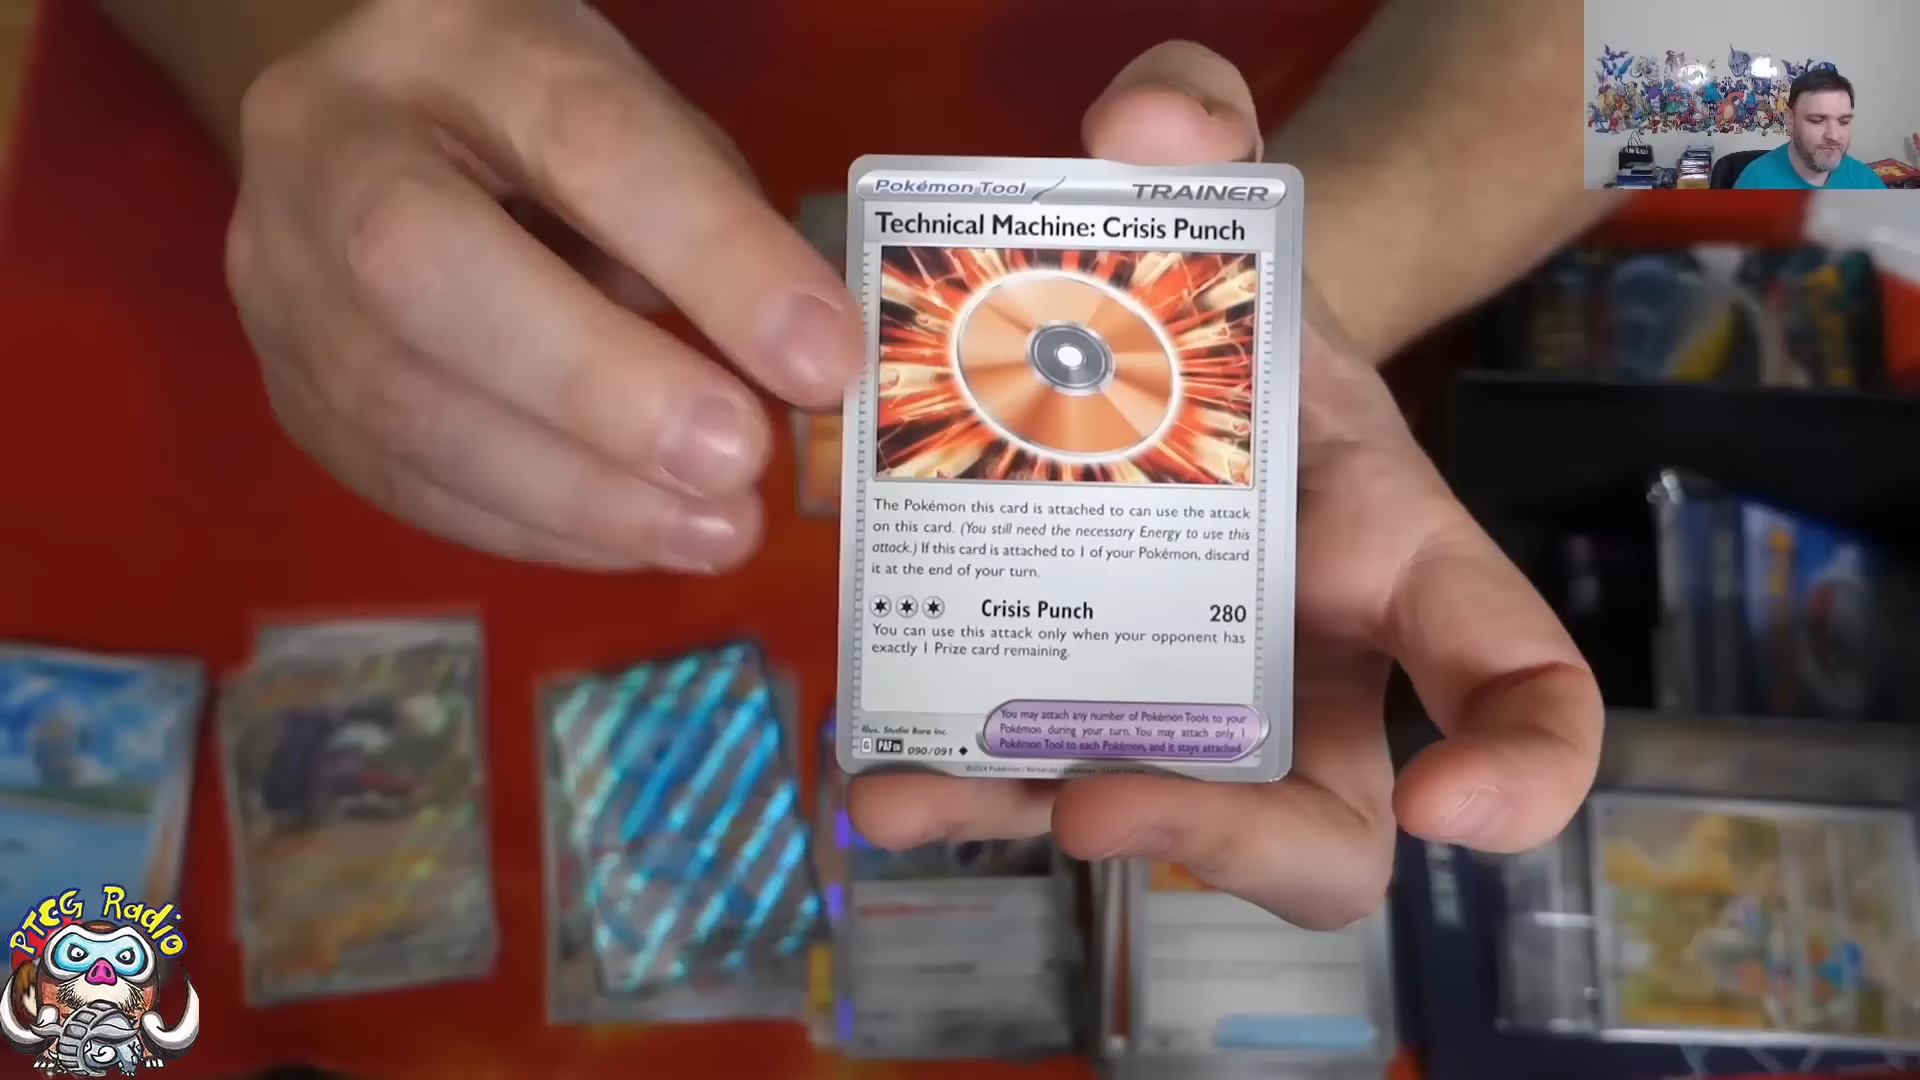 Pokémon Tool
TRAINER
Technical Machine: Crisis Punch
The Pokémon this card is attached to can use the attack
on this card. (You still need the necessary Energy to use this
attack.) If this card is attached to 1 of your Pokémon, discard
it at the end of your turn.
Crisis Punch 280
You can use this attack only when your opponent has
exactly 1 Prize card remaining.
You may attach any number of Pokémon Tools to your
Pokémon during your turn. You may attach only 1
Pokémon Tool to each Pokémon, and it stays attached.
Illus. Studio Bora Inc.
G PAF EN 090/091
©2024 Pokémon / Nintendo / Creatures
PTCG Radio